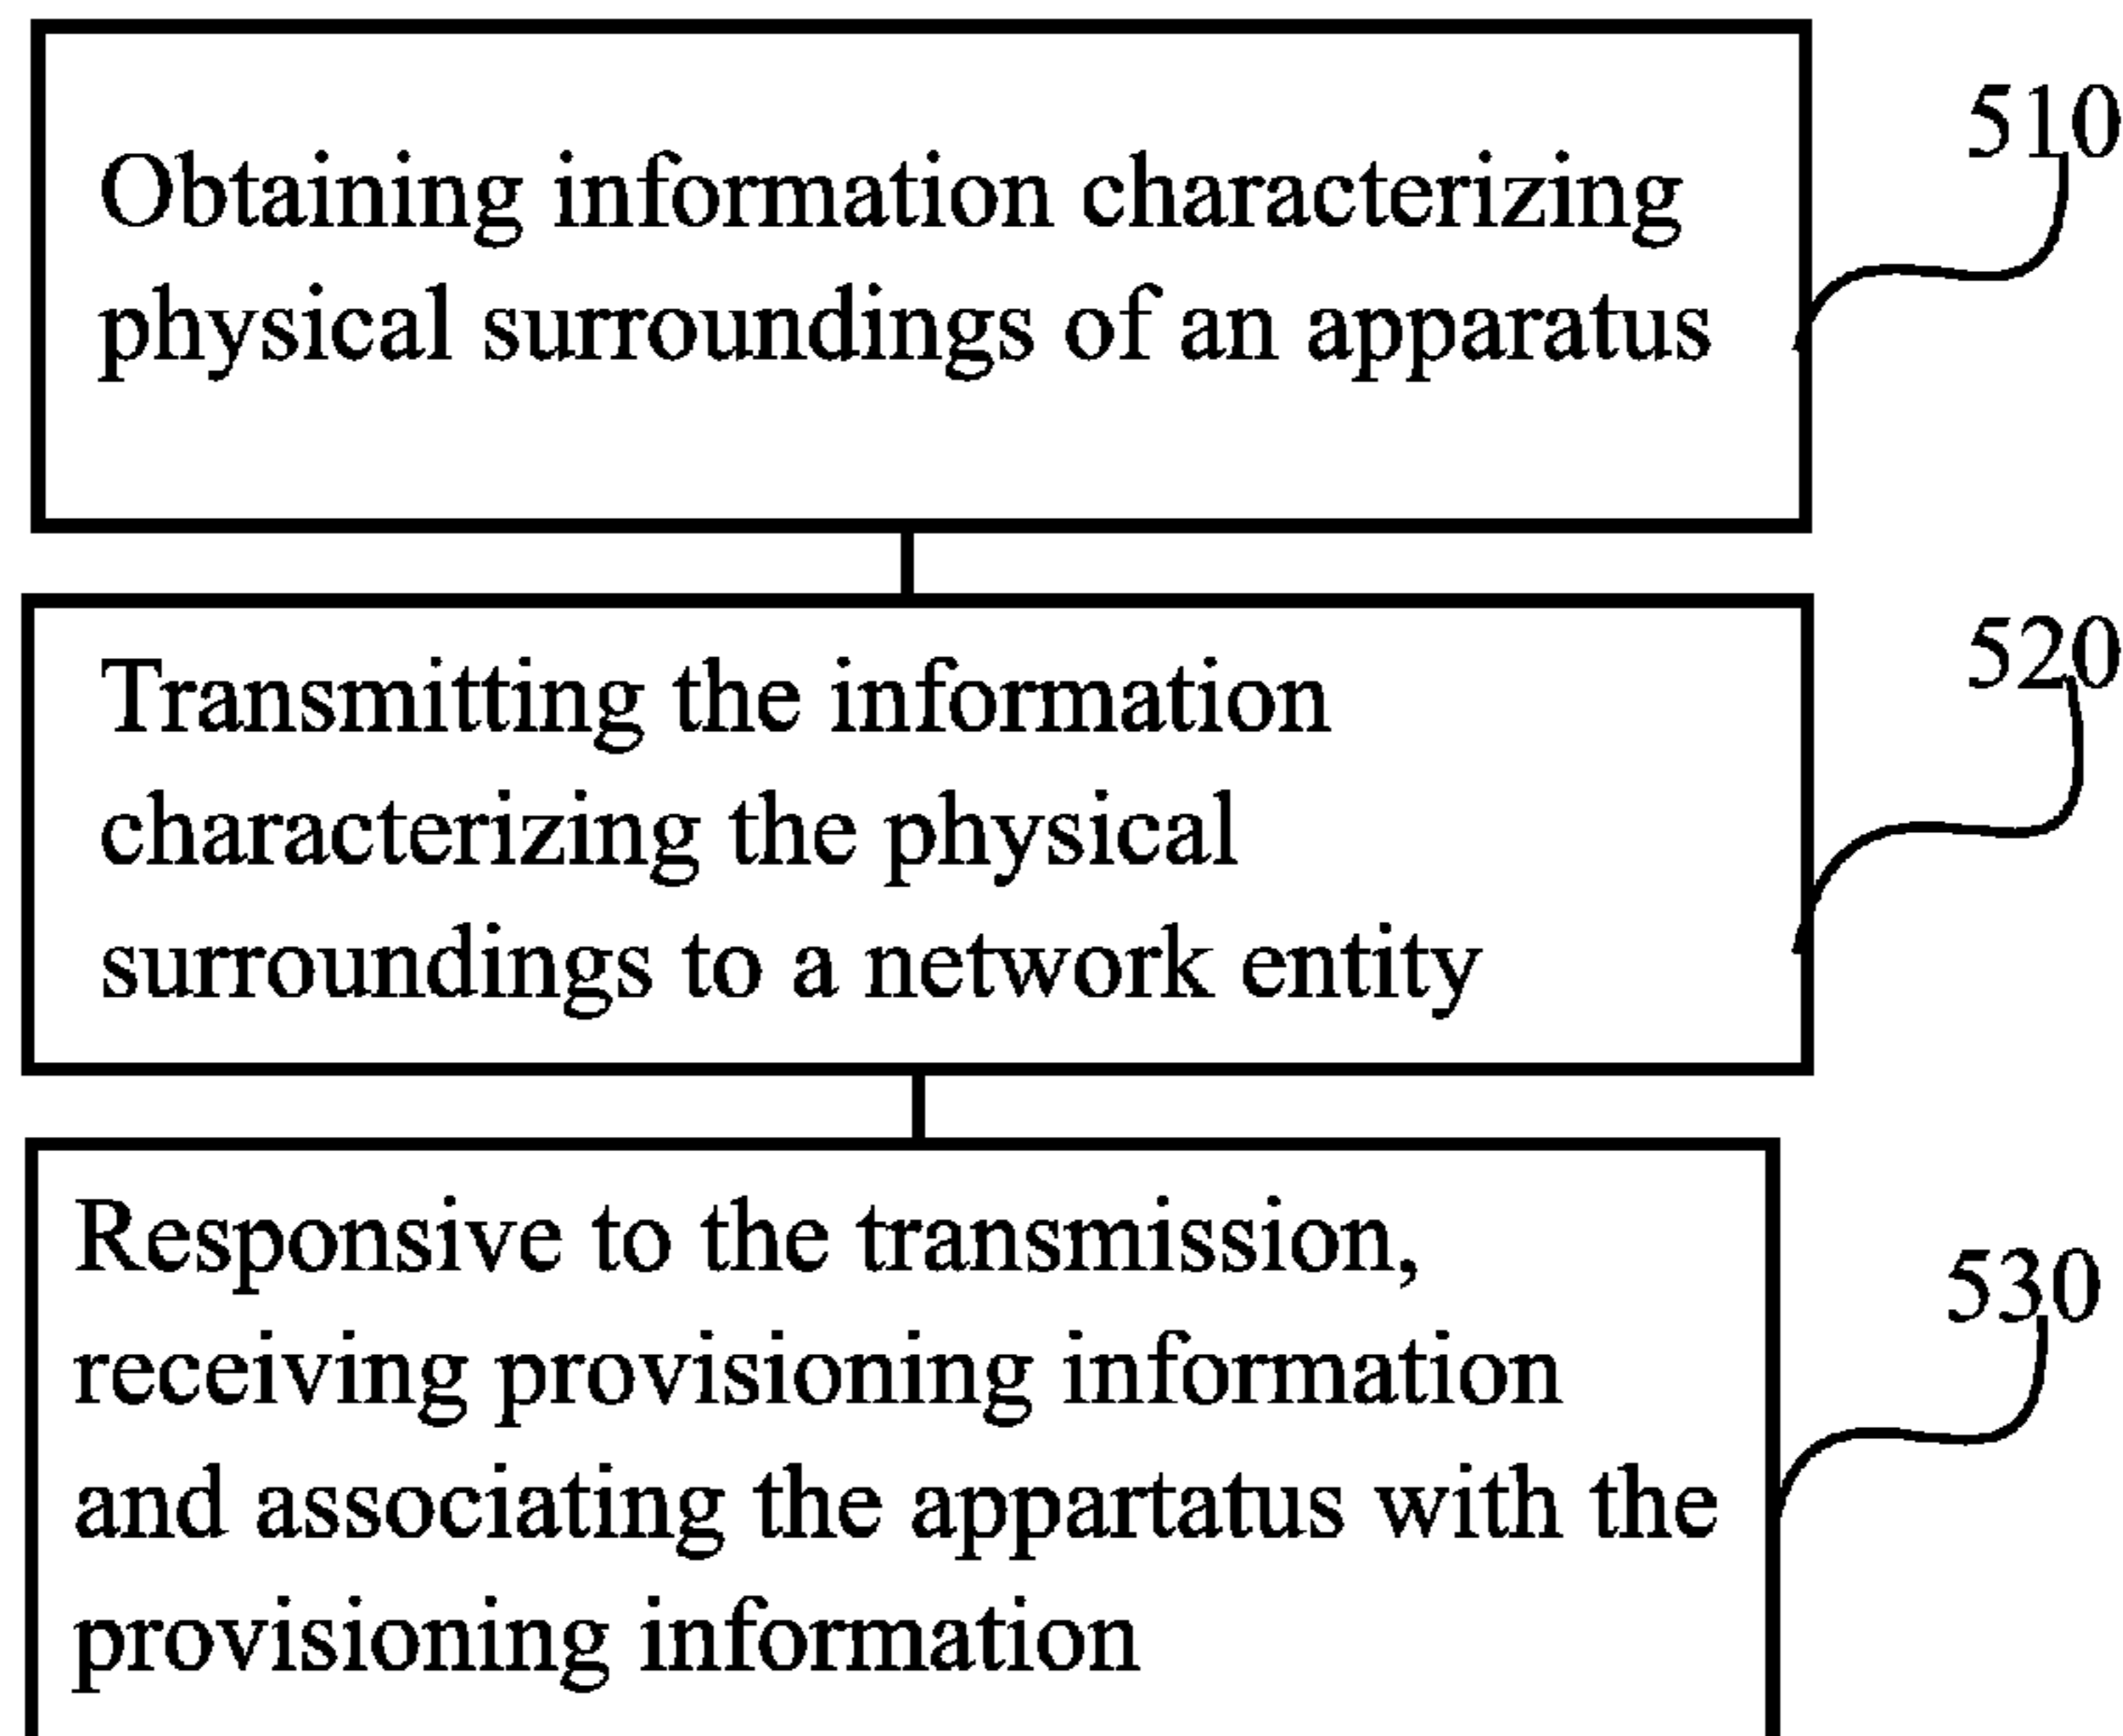 Obtaining information characterizing
physical surroundings of an apparatus
510
Transmitting the information
characterizing the physical
surroundings to a network entity
520
Responsive to the transmission,
receiving provisioning information
and associating the appartatus with the
provisioning information
530